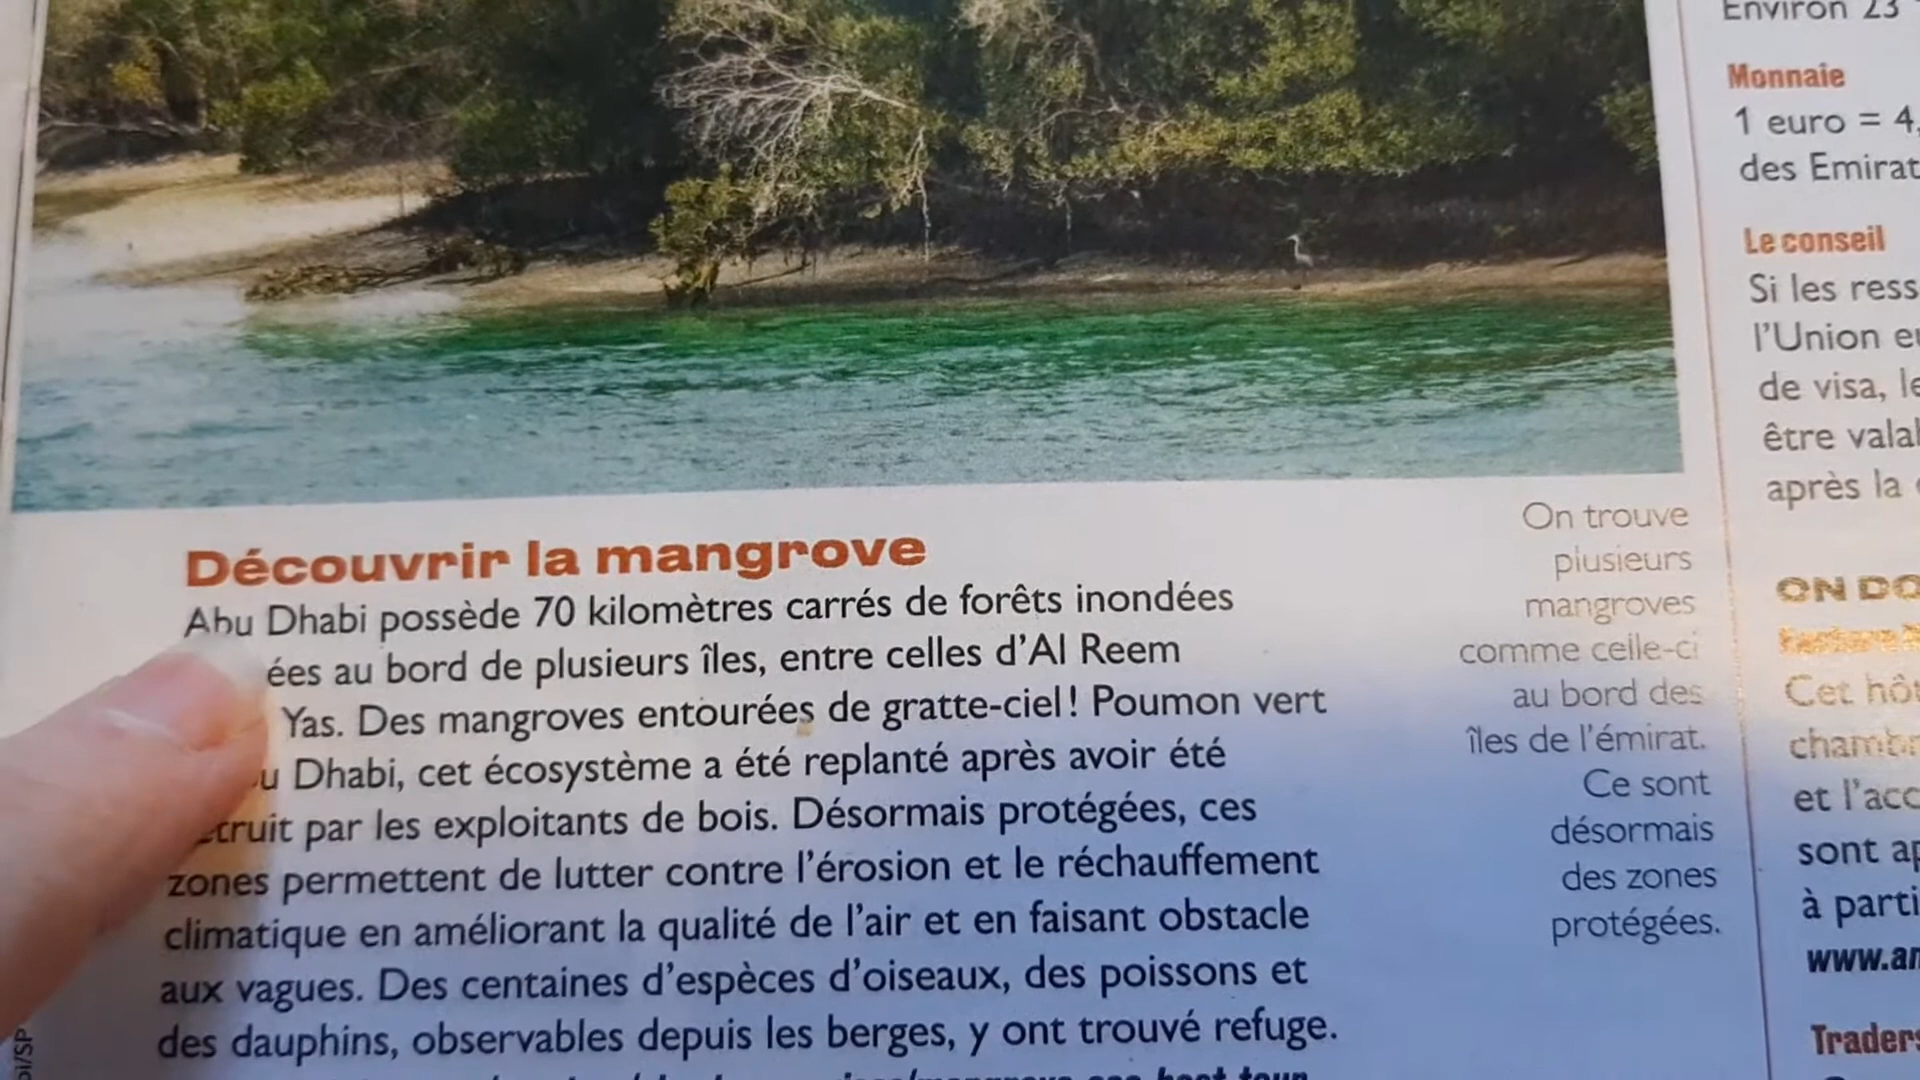 Découvrir la mangrove
Abu Dhabi possède 70 kilomètres carrés de forêts inondées
ées au bord de plusieurs îles, entre celles d'Al Reem
Yas. Des mangroves entourées de gratte-ciel! Poumon vert
u Dhabi, cet écosystème a été replanté après avoir été
truit par les exploitants de bois. Désormais protégées, ces
zones permettent de lutter contre l'érosion et le réchauffement
climatique en améliorant la qualité de l'air et en faisant obstacle
aux vagues. Des centaines d'espèces d'oiseaux, des poissons et
des dauphins, observables depuis les berges, y ont trouvé refuge.
On trouve
plusieurs
mangroves
comme celle-ci
au bord des
îles de l'émirat.
Ce sont
désormais
des zones
protégées.
Environ 23
Monnaie
1 euro = 4,
des Emirat
Le conseil
Si les ress
l'Union eu
de visa, le
être valab
après la
ON DO
Cet hôt
chambr
et l'acc
sont ap
à parti
www.an
Traders